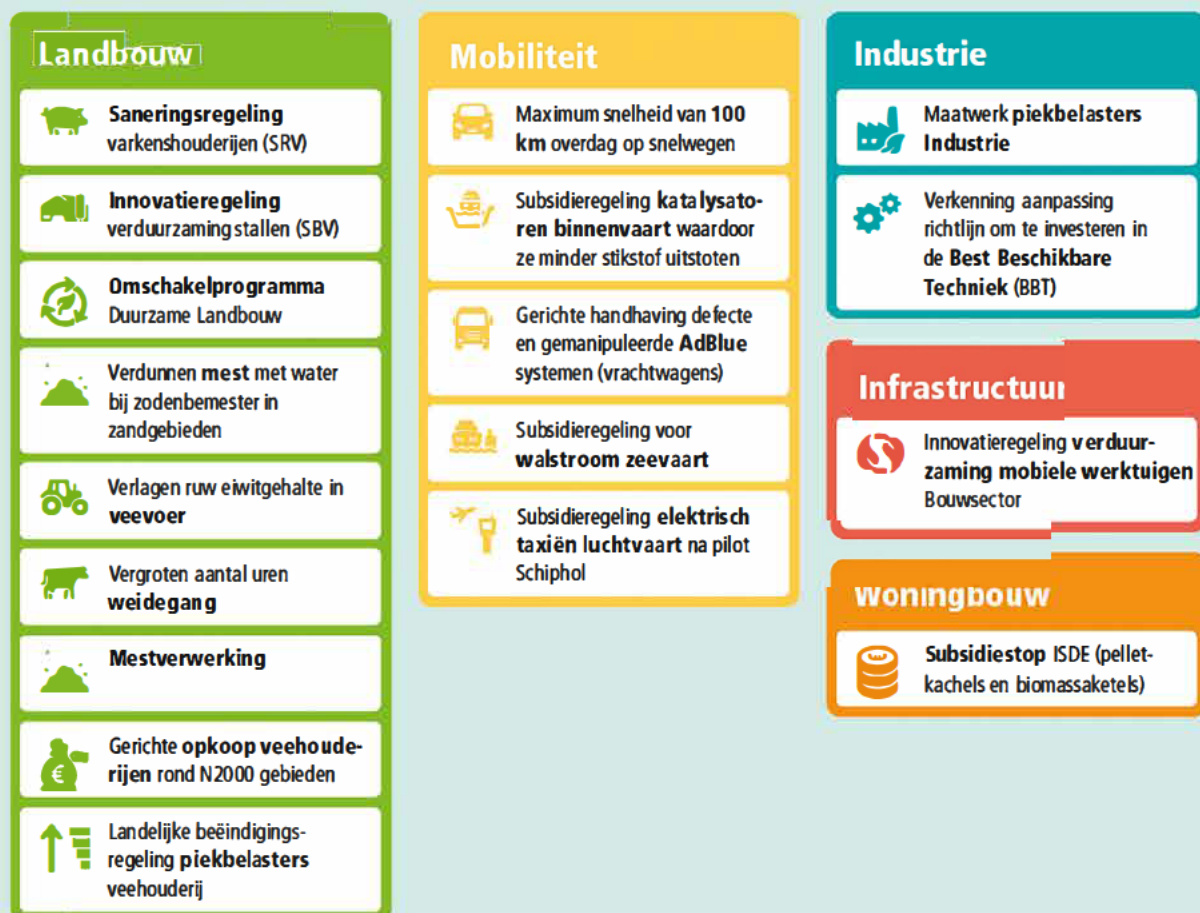 Landbouw
Saneringsregeling
varkenshouderijen (SRV)
Innovatieregeling
verduurzaming stallen (SBV)
Omschakelprogramma
Duurzame Landbouw
Verdunnen mest met water
bij zodenbemester in
zandgebieden
Verlagen ruw eiwitgehalte in
veevoer
Vergroten aantal uren
weidegang
Mestverwerking
Gerichte opkoop veehoude-
rijen rond N2000 gebieden
Landelijke beëindigings-
regeling piekbelasters
veehouderij
Mobiliteit
Maximum snelheid van 100
km overdag op snelwegen
Subsidieregeling katalysato-
ren binnenvaart waardoor
ze minder stikstof uitstoten
Gerichte handhaving defecte
en gemanipuleerde AdBlue
systemen (vrachtwagens)
Subsidieregeling voor
walstroom zeevaart
Subsidieregeling elektrisch
taxiën luchtvaart na pilot
Schiphol
Industrie
Maatwerk piekbelasters
Industrie
Verkenning aanpassing
richtlijn om te investeren in
de Best Beschikbare
Techniek (BBT)
Infrastructuur
Innovatieregeling verduur-
zaming mobiele werktuigen
Bouwsector
Woningbouw
Subsidiestop ISDE (pellet-
kachels en biomassaketels)